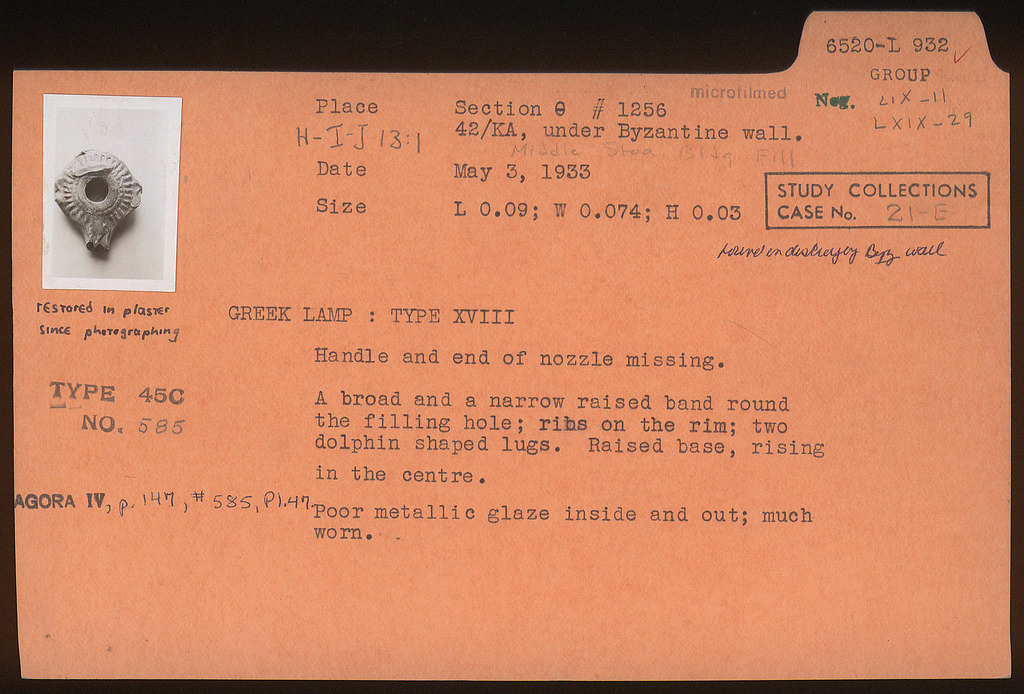 6520-L 932
GROUP
microfilmed
Neg. LIX-11
LXIX-29
Place Section θ # 1256
H-I-J 13:1 42/KA, under Byzantine wall.
Middle Stoa Bldg Fill
Date May 3, 1933
Size L 0.09; W 0.074; H 0.03
STUDY COLLECTIONS
CASE No. 21-E
found in destroying Byz wall
restored in plaster
since photographing
GREEK LAMP : TYPE XVIII
Handle and end of nozzle missing.
TYPE 45C
NO. 585
A broad and a narrow raised band round
the filling hole; ribs on the rim; two
dolphin shaped lugs. Raised base, rising
in the centre.
AGORA IV, p. 147, #585, Pl. 47
Poor metallic glaze inside and out; much
worn.